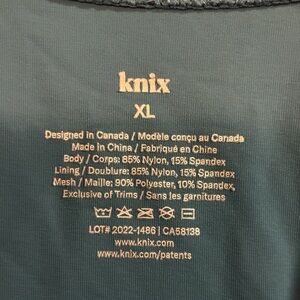 knix
XL
Designed in Canada / Modèle conçu au Canada
Made in China / Fabriqué en Chine
Body / Corps: 85% Nylon, 15% Spandex
Lining / Doublure: 85% Nylon, 15% Spandex
Mesh / Maille: 90% Polyester, 10% Spandex,
Exclusive of Trims / Sans les garnitures
LOT# 2022-1486 | CA58138
www.knix.com
www.knix.com/patents